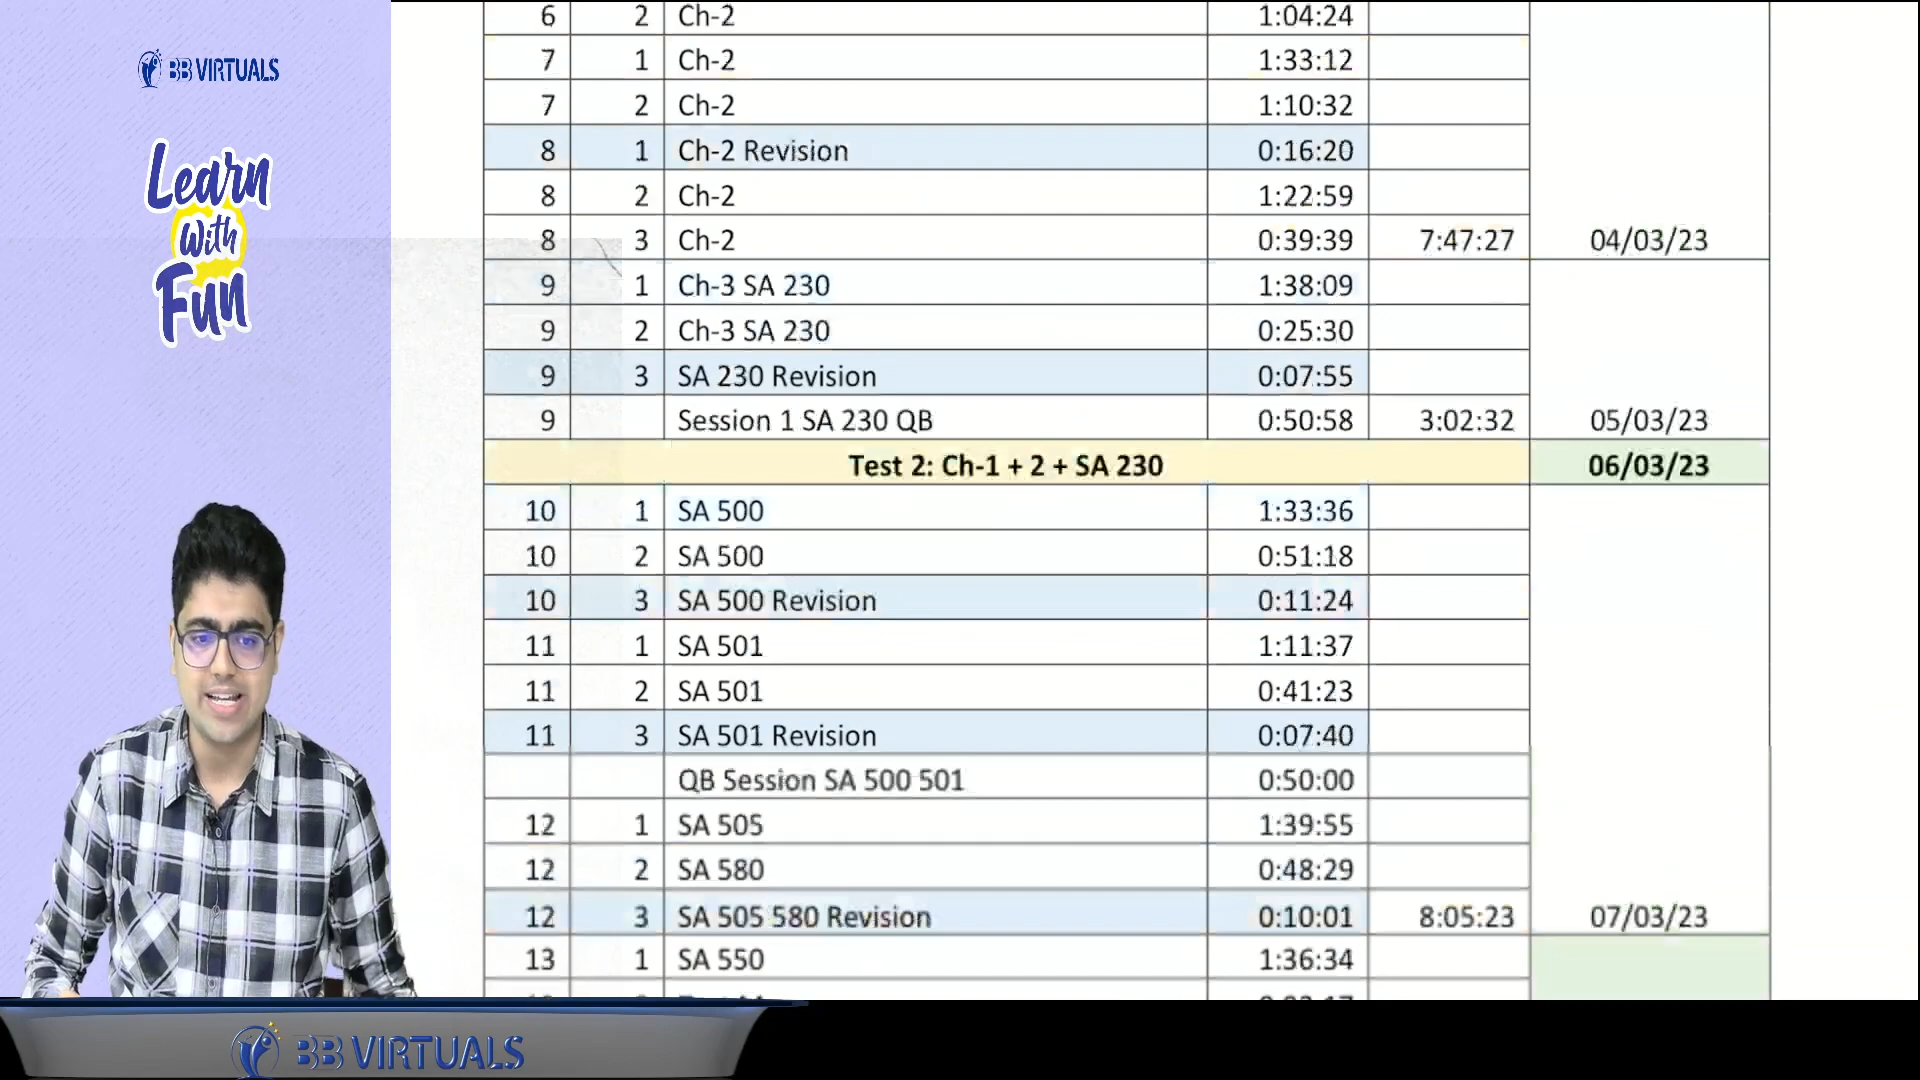 BB VIRTUALS
Learn
With
Fun
6 2 Ch-2 1:04:24
7 1 Ch-2 1:33:12
7 2 Ch-2 1:10:32
8 1 Ch-2 Revision 0:16:20
8 2 Ch-2 1:22:59
8 3 Ch-2 0:39:39 7:47:27 04/03/23
9 1 Ch-3 SA 230 1:38:09
9 2 Ch-3 SA 230 0:25:30
9 3 SA 230 Revision 0:07:55
9 Session 1 SA 230 QB 0:50:58 3:02:32 05/03/23
Test 2: Ch-1 + 2 + SA 230 06/03/23
10 1 SA 500 1:33:36
10 2 SA 500 0:51:18
10 3 SA 500 Revision 0:11:24
11 1 SA 501 1:11:37
11 2 SA 501 0:41:23
11 3 SA 501 Revision 0:07:40
QB Session SA 500 501 0:50:00
12 1 SA 505 1:39:55
12 2 SA 580 0:48:29
12 3 SA 505 580 Revision 0:10:01 8:05:23 07/03/23
13 1 SA 550 1:36:34
BB VIRTUALS